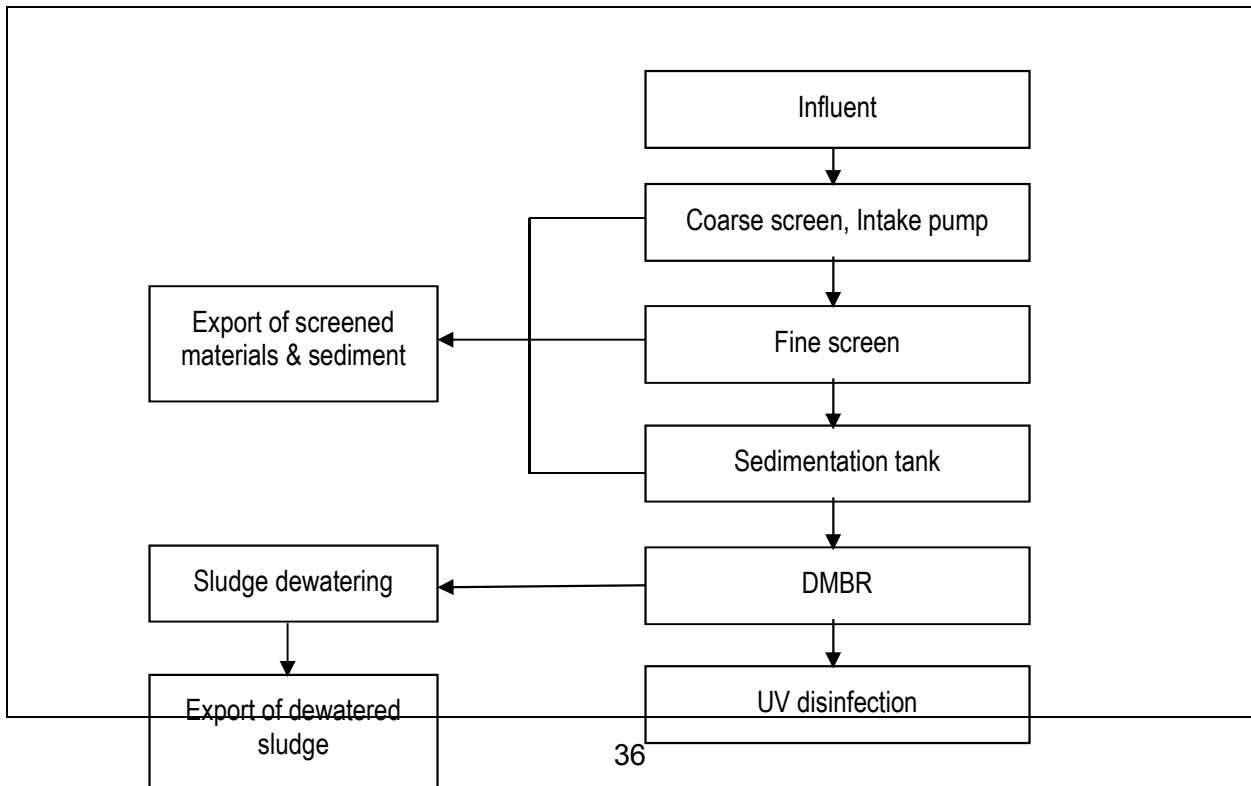 Influent
Coarse screen, Intake pump
Export of screened
materials & sediment
Fine screen
Sedimentation tank
Sludge dewatering
DMBR
Export of dewatered
sludge
UV disinfection
36